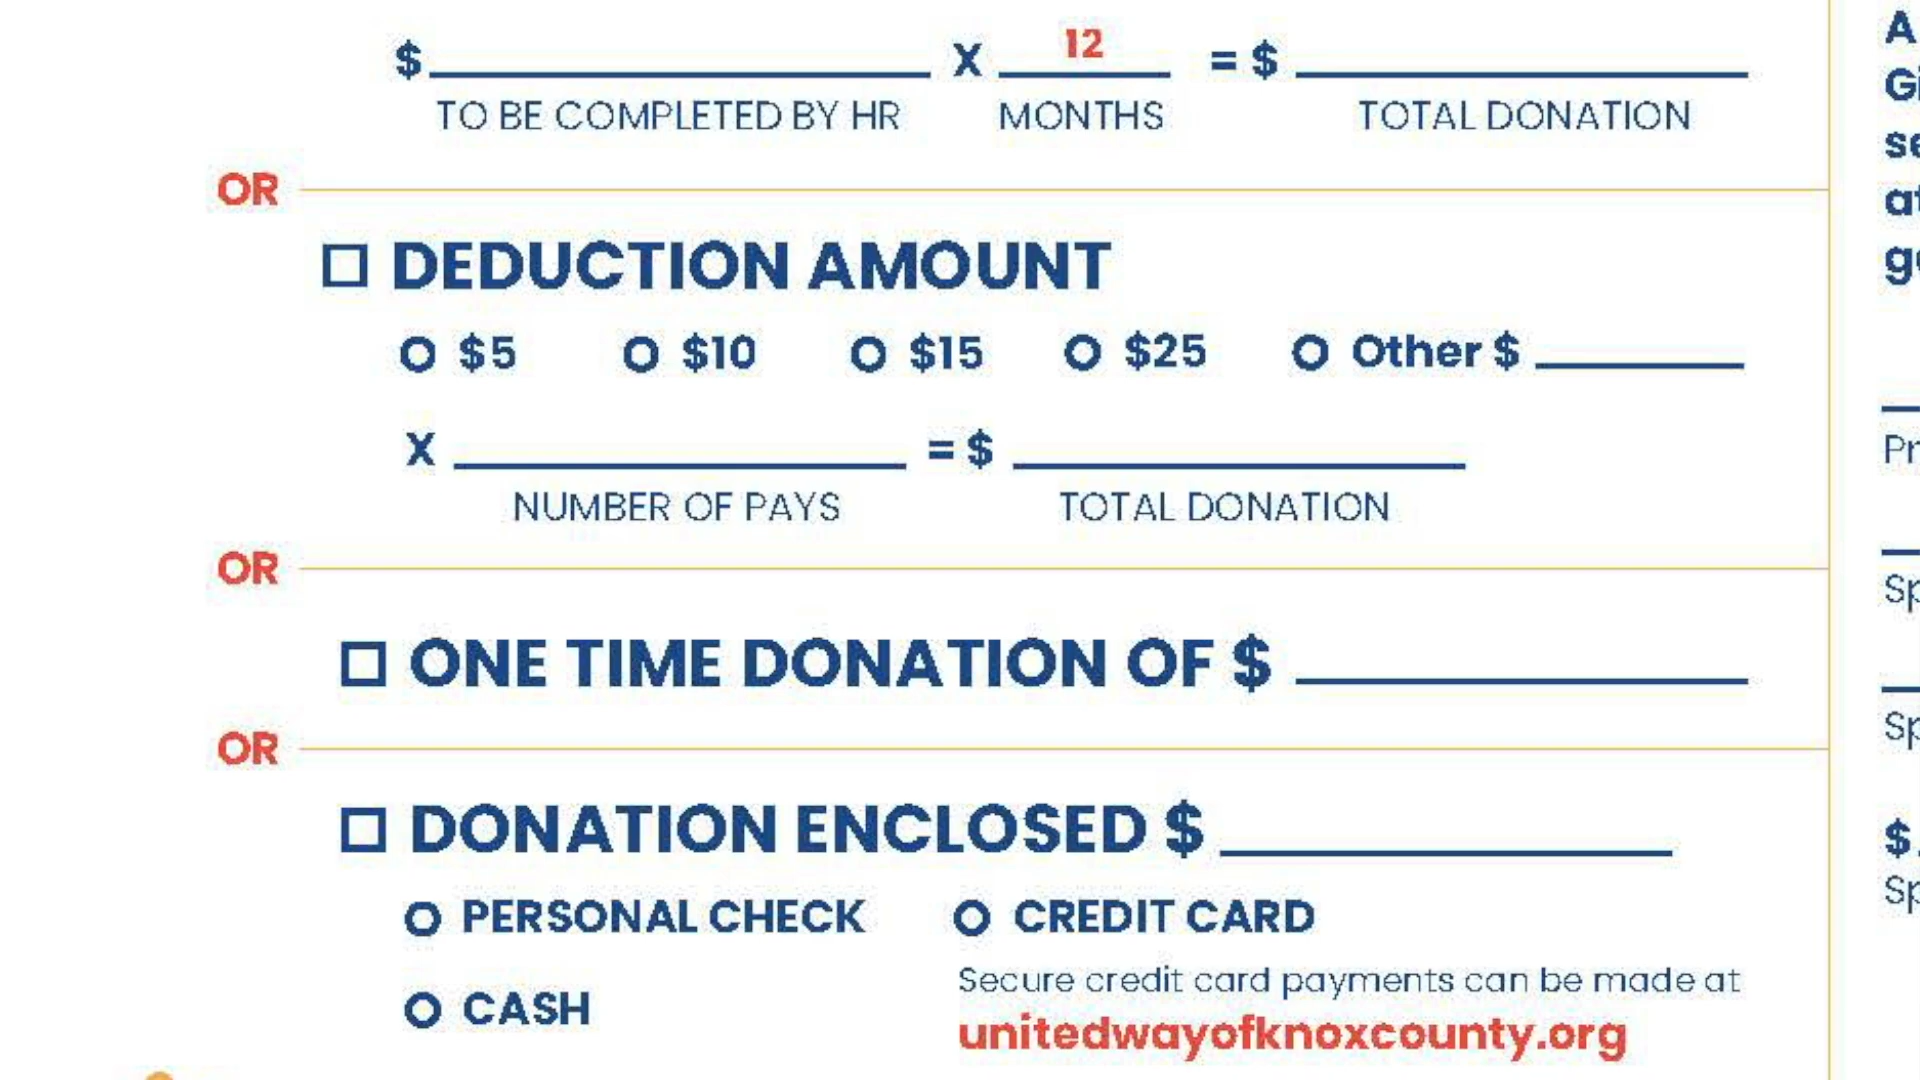 $ X 12 = $
TO BE COMPLETED BY HR MONTHS TOTAL DONATION
OR
DEDUCTION AMOUNT
$5 $10 $15 $25 Other $
X = $
NUMBER OF PAYS TOTAL DONATION
OR
ONE TIME DONATION OF $
OR
DONATION ENCLOSED $
PERSONAL CHECK CREDIT CARD
CASH
Secure credit card payments can be made at
unitedwayofknoxcounty.org
A
$